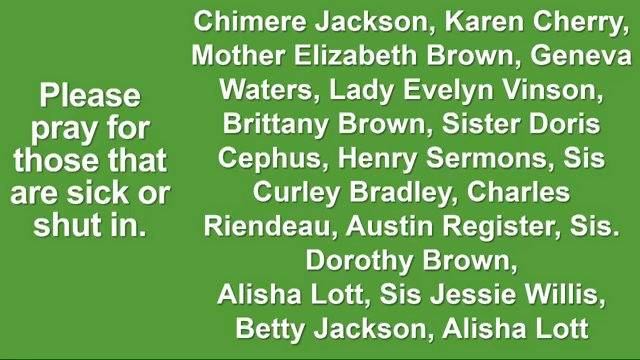 Please
pray for
those that
are sick or
shut in.
Chimere Jackson, Karen Cherry,
Mother Elizabeth Brown, Geneva
Waters, Lady Evelyn Vinson,
Brittany Brown, Sister Doris
Cephus, Henry Sermons, Sis
Curley Bradley, Charles
Riendeau, Austin Register, Sis.
Dorothy Brown,
Alisha Lott, Sis Jessie Willis,
Betty Jackson, Alisha Lott